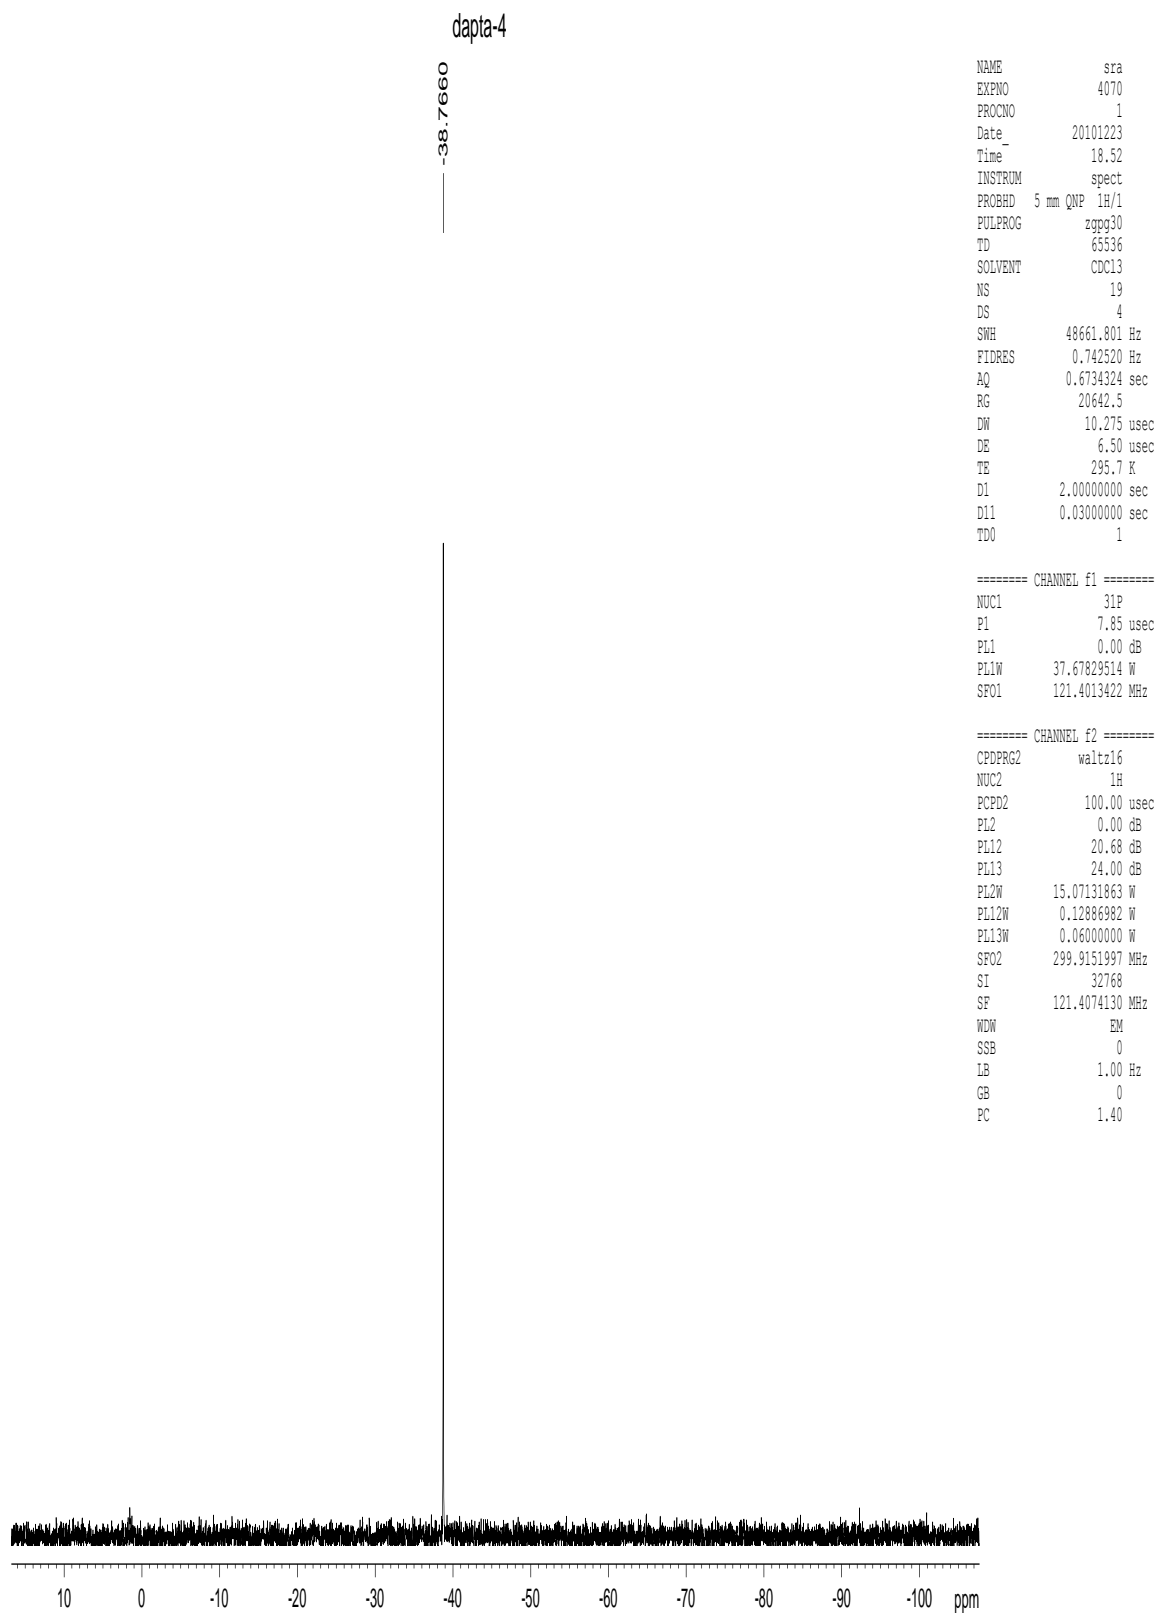 dapta-4
-38.7660
NAME sra
EXPNO 4070
PROCNO 1
Date_ 20101223
Time 18.52
INSTRUM spect
PROBHD 5 mm QNP 1H/1
PULPROG zgpg30
TD 65536
SOLVENT CDCl3
NS 19
DS 4
SWH 48661.801 Hz
FIDRES 0.742520 Hz
AQ 0.6734324 sec
RG 20642.5
DW 10.275 usec
DE 6.50 usec
TE 295.7 K
D1 2.00000000 sec
D11 0.03000000 sec
TD0 1
======== CHANNEL f1 ========
NUC1 31P
P1 7.85 usec
PL1 0.00 dB
PL1W 37.67829514 W
SFO1 121.4013422 MHz
======== CHANNEL f2 ========
CPDPRG2 waltz16
NUC2 1H
PCPD2 100.00 usec
PL2 0.00 dB
PL12 20.68 dB
PL13 24.00 dB
PL2W 15.07131863 W
PL12W 0.12886982 W
PL13W 0.06000000 W
SFO2 299.9151997 MHz
SI 32768
SF 121.4074130 MHz
WDW EM
SSB 0
LB 1.00 Hz
GB 0
PC 1.40
10 0 -10 -20 -30 -40 -50 -60 -70 -80 -90 -100 ppm